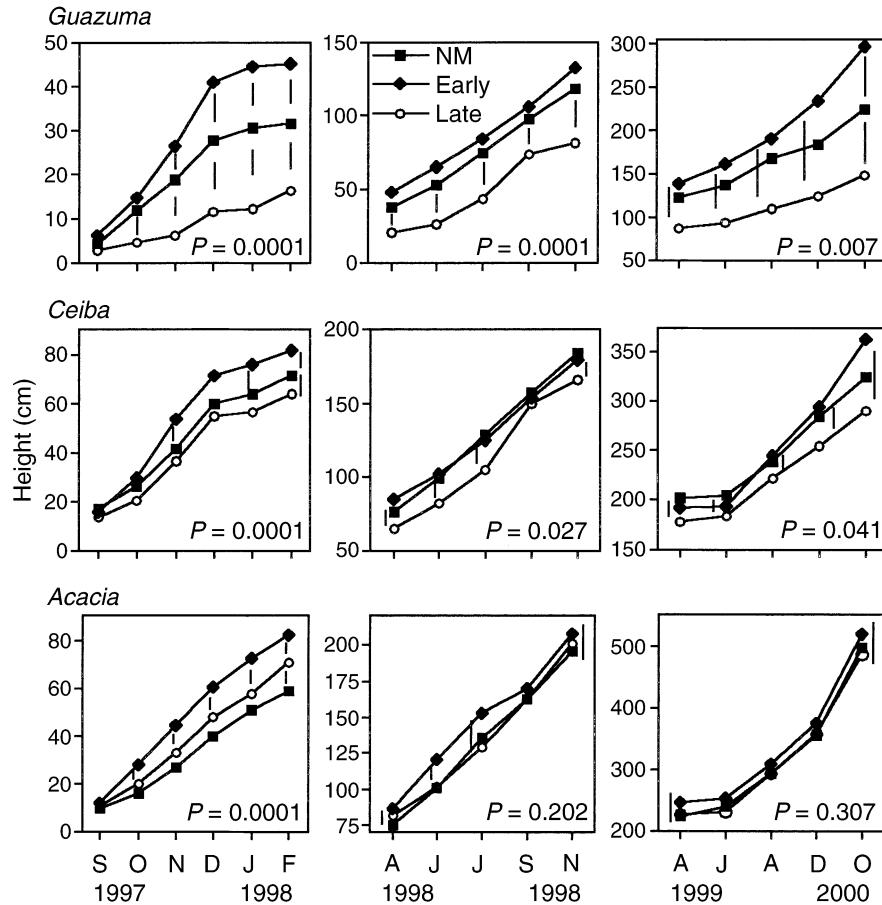 Guazuma
50
40
30
20
10
0
P = 0.0001
150
100
50
0
NM
Early
Late
P = 0.0001
300
250
200
150
100
50
P = 0.007
Ceiba
Height (cm)
80
60
40
20
0
P = 0.0001
200
150
100
50
P = 0.027
350
300
250
200
150
P = 0.041
Acacia
80
60
40
20
0
P = 0.0001
200
175
150
125
100
75
P = 0.202
500
400
300
200
P = 0.307
S O N D J F
1997 1998
A J J S N
1998 1998
A J A D O
1999 2000